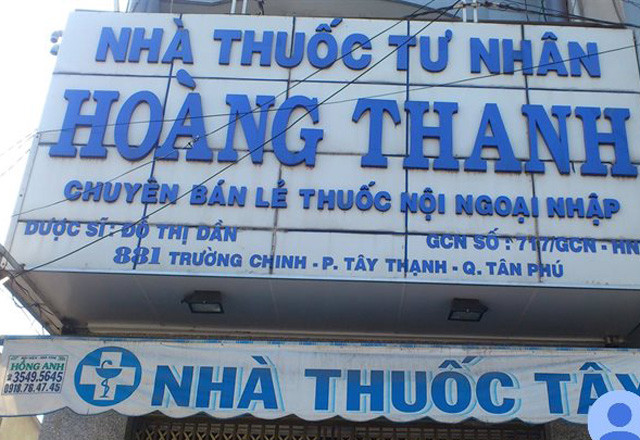 NHÀ THUỐC TƯ NHÂN
HOÀNG THANH
CHUYÊN BÁN LẺ THUỐC NỘI NGOẠI NHẬP
DƯỢC SĨ : ĐỖ THỊ DẦN
GCN SỐ : 717/GCN - HN
881 TRƯỜNG CHINH - P. TÂY THẠNH - Q. TÂN PHÚ
HỒNG ANH
3549.5645
0918.76.47.45
NHÀ THUỐC TÂY